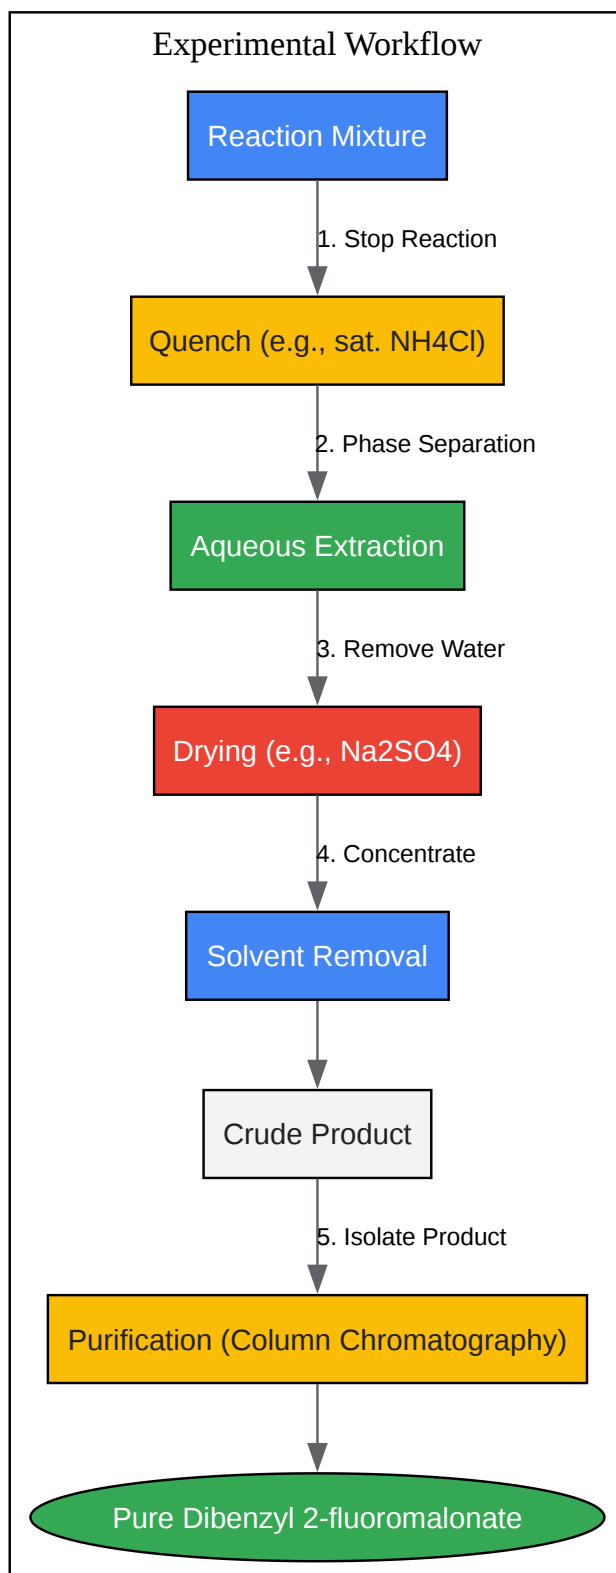 Experimental Workflow
Reaction Mixture
1. Stop Reaction
Quench (e.g., sat. NH4Cl)
2. Phase Separation
Aqueous Extraction
3. Remove Water
Drying (e.g., Na2SO4)
4. Concentrate
Solvent Removal
Crude Product
5. Isolate Product
Purification (Column Chromatography)
Pure Dibenzyl 2-fluoromalonate